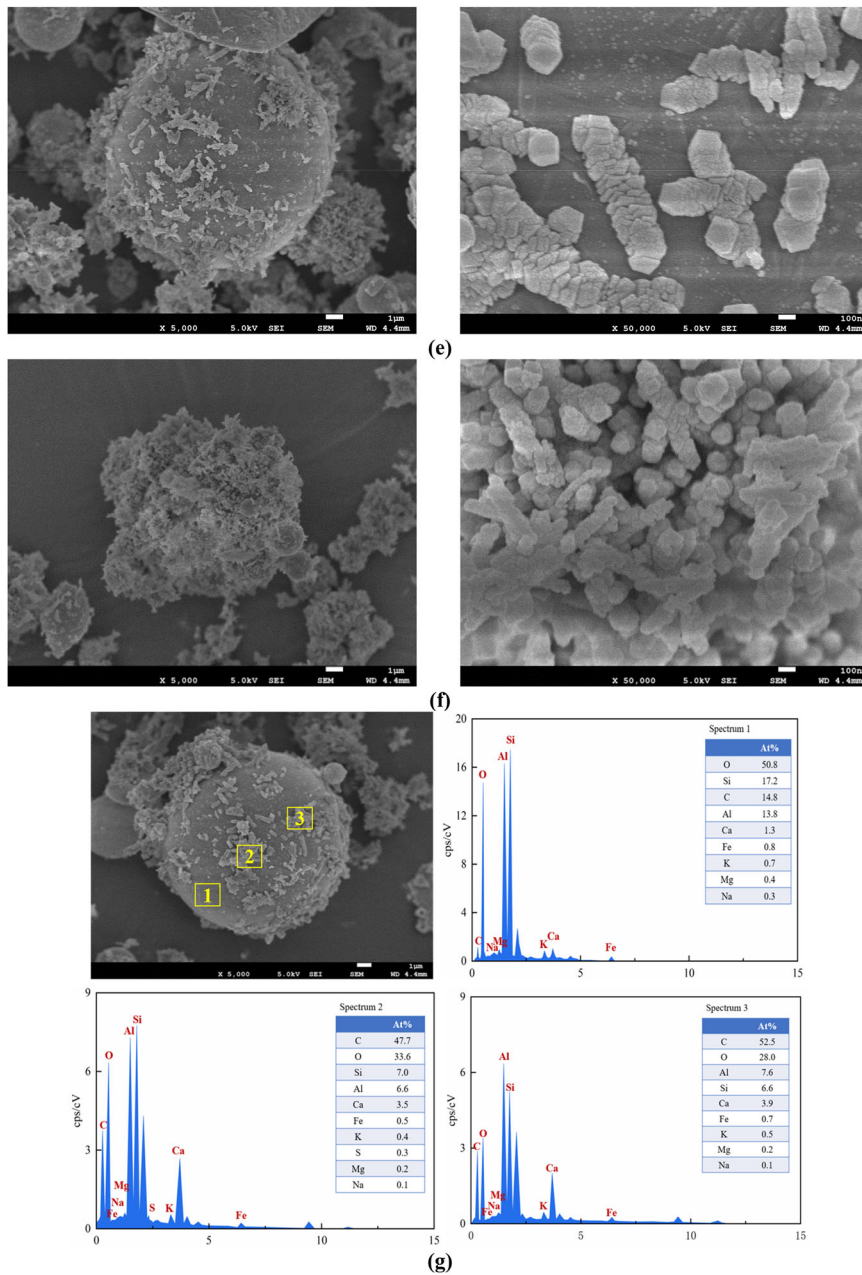 X 5,000 5.0kV SEI SEM 1μm WD 4.4mm
X 50,000 5.0kV SEI SEM 100n WD 4.4mm
(e)
X 5,000 5.0kV SEI SEM 1μm WD 4.4mm
X 50,000 5.0kV SEI SEM 100n WD 4.4mm
(f)
1
2
3
X 5,000 5.0kV SEI SEM 1μm WD 4.4mm
cps/eV
20
16
12
8
4
0
0 5 10 15
C O Na Mg Al Si K Ca Fe
Spectrum 1
At%
O 50.8
Si 17.2
C 14.8
Al 13.8
Ca 1.3
Fe 0.8
K 0.7
Mg 0.4
Na 0.3
cps/eV
9
6
3
0
0 5 10 15
C O Fe Na Mg Al Si S K Ca Fe
Spectrum 2
At%
C 47.7
O 33.6
Si 7.0
Al 6.6
Ca 3.5
Fe 0.5
K 0.4
S 0.3
Mg 0.2
Na 0.1
cps/eV
9
6
3
0
0 5 10 15
C O Fe Na Mg Al Si K Ca Fe
Spectrum 3
At%
C 52.5
O 28.0
Al 7.6
Si 6.6
Ca 3.9
Fe 0.7
K 0.5
Mg 0.2
Na 0.1
(g)